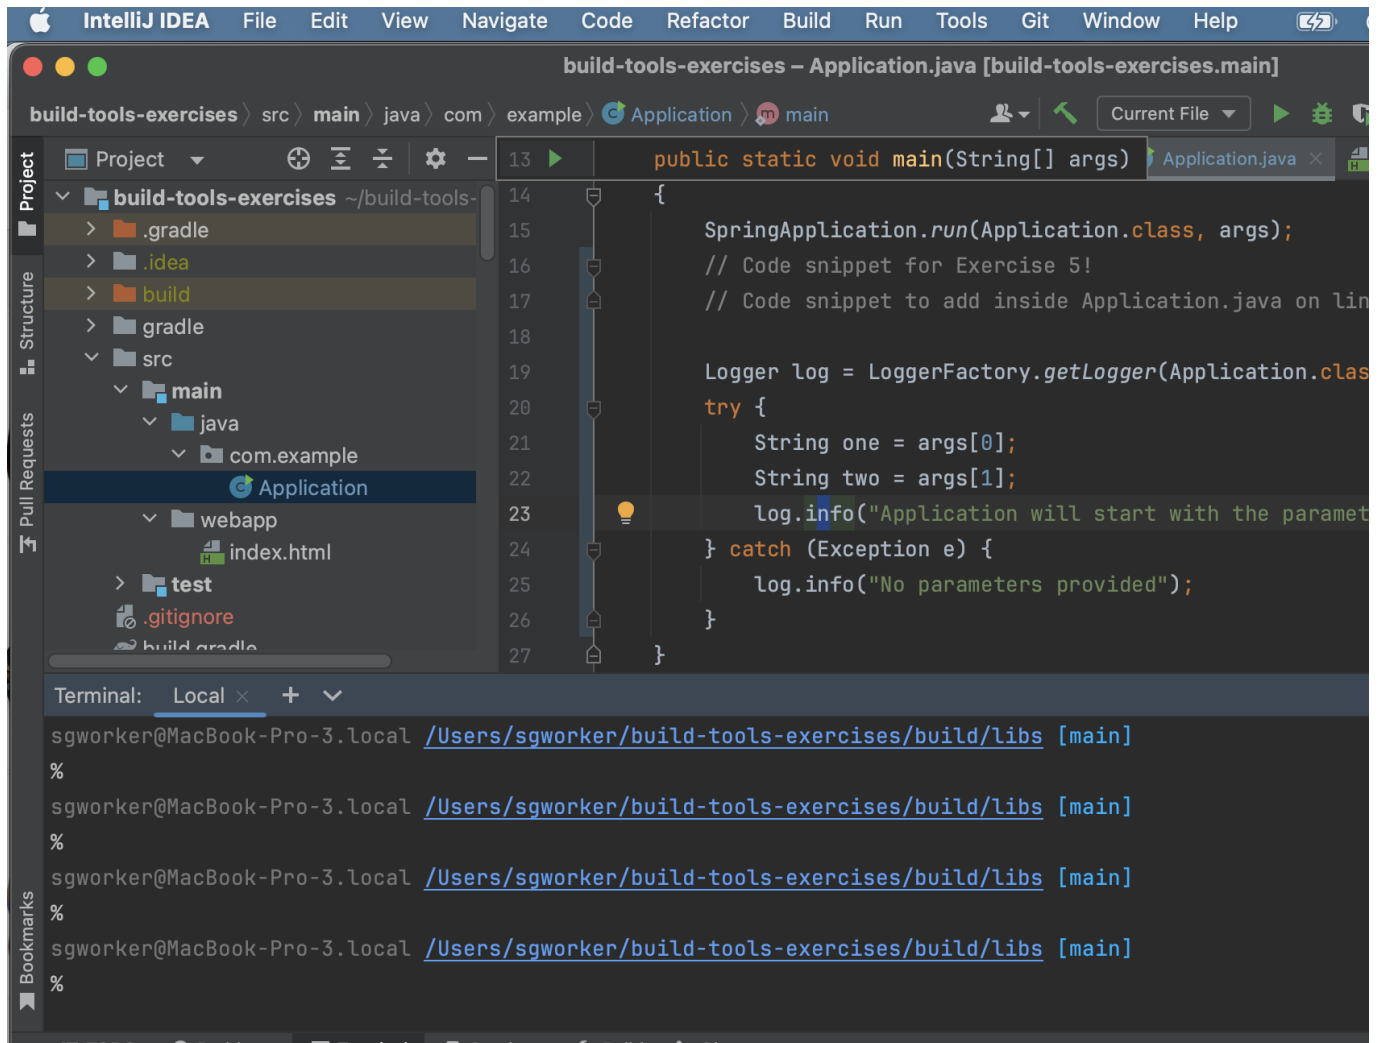 IntelliJ IDEA File Edit View Navigate Code Refactor Build Run Tools Git Window Help
build-tools-exercises – Application.java [build-tools-exercises.main]
build-tools-exercises src main java com example Application main Current File
Project
13 public static void main(String[] args)
Application.java
Project
Structure
Pull Requests
Bookmarks
build-tools-exercises ~/build-tools-
.gradle
.idea
build
gradle
src
main
java
com.example
Application
webapp
index.html
test
.gitignore
build.gradle
14 {
15 SpringApplication.run(Application.class, args);
16 // Code snippet for Exercise 5!
17 // Code snippet to add inside Application.java on lin
18
19 Logger log = LoggerFactory.getLogger(Application.clas
20 try {
21 String one = args[0];
22 String two = args[1];
23 log.info("Application will start with the paramet
24 } catch (Exception e) {
25 log.info("No parameters provided");
26 }
27 }
Terminal: Local
sgworker@MacBook-Pro-3.local /Users/sgworker/build-tools-exercises/build/libs [main]
%
sgworker@MacBook-Pro-3.local /Users/sgworker/build-tools-exercises/build/libs [main]
%
sgworker@MacBook-Pro-3.local /Users/sgworker/build-tools-exercises/build/libs [main]
%
sgworker@MacBook-Pro-3.local /Users/sgworker/build-tools-exercises/build/libs [main]
%